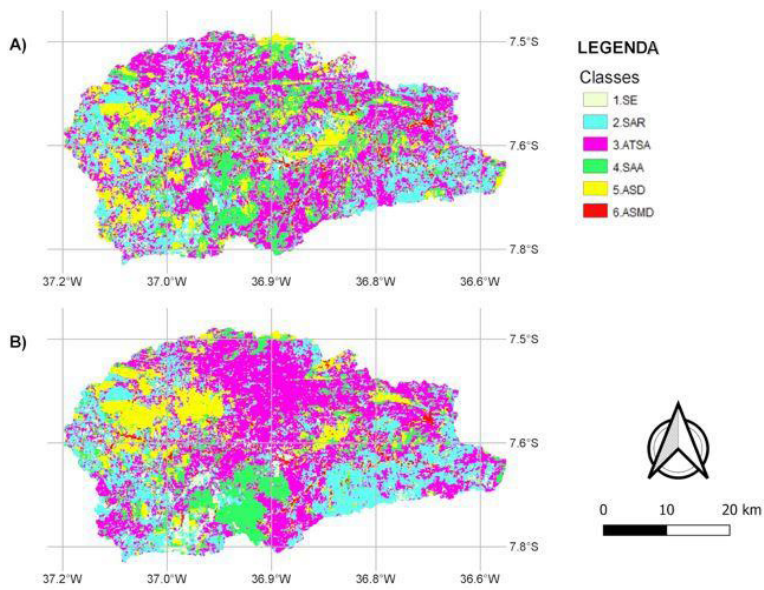 A)
7.5°S
7.6°S
7.8°S
37.2°W 37.0°W 36.9°W 36.8°W 36.6°W
B)
7.5°S
7.6°S
7.8°S
37.2°W 37.0°W 36.9°W 36.8°W 36.6°W
LEGENDA
Classes
1.SE
2.SAR
3.ATSA
4.SAA
5.ASD
6.ASMD
0 10 20 km